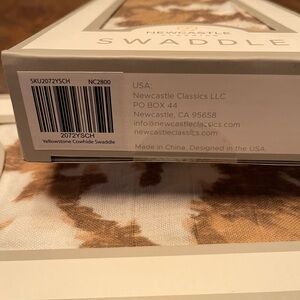 NEWCASTLE
SWADDLE
SKU2072YSCH NC2800
2072YSCH
Yellowstone Cowhide Swaddle
USA:
Newcastle Classics LLC
PO BOX 44
Newcastle, CA 95658
info@newcastleclassics.com
newcastleclassics.com
Made in China. Designed in the USA.